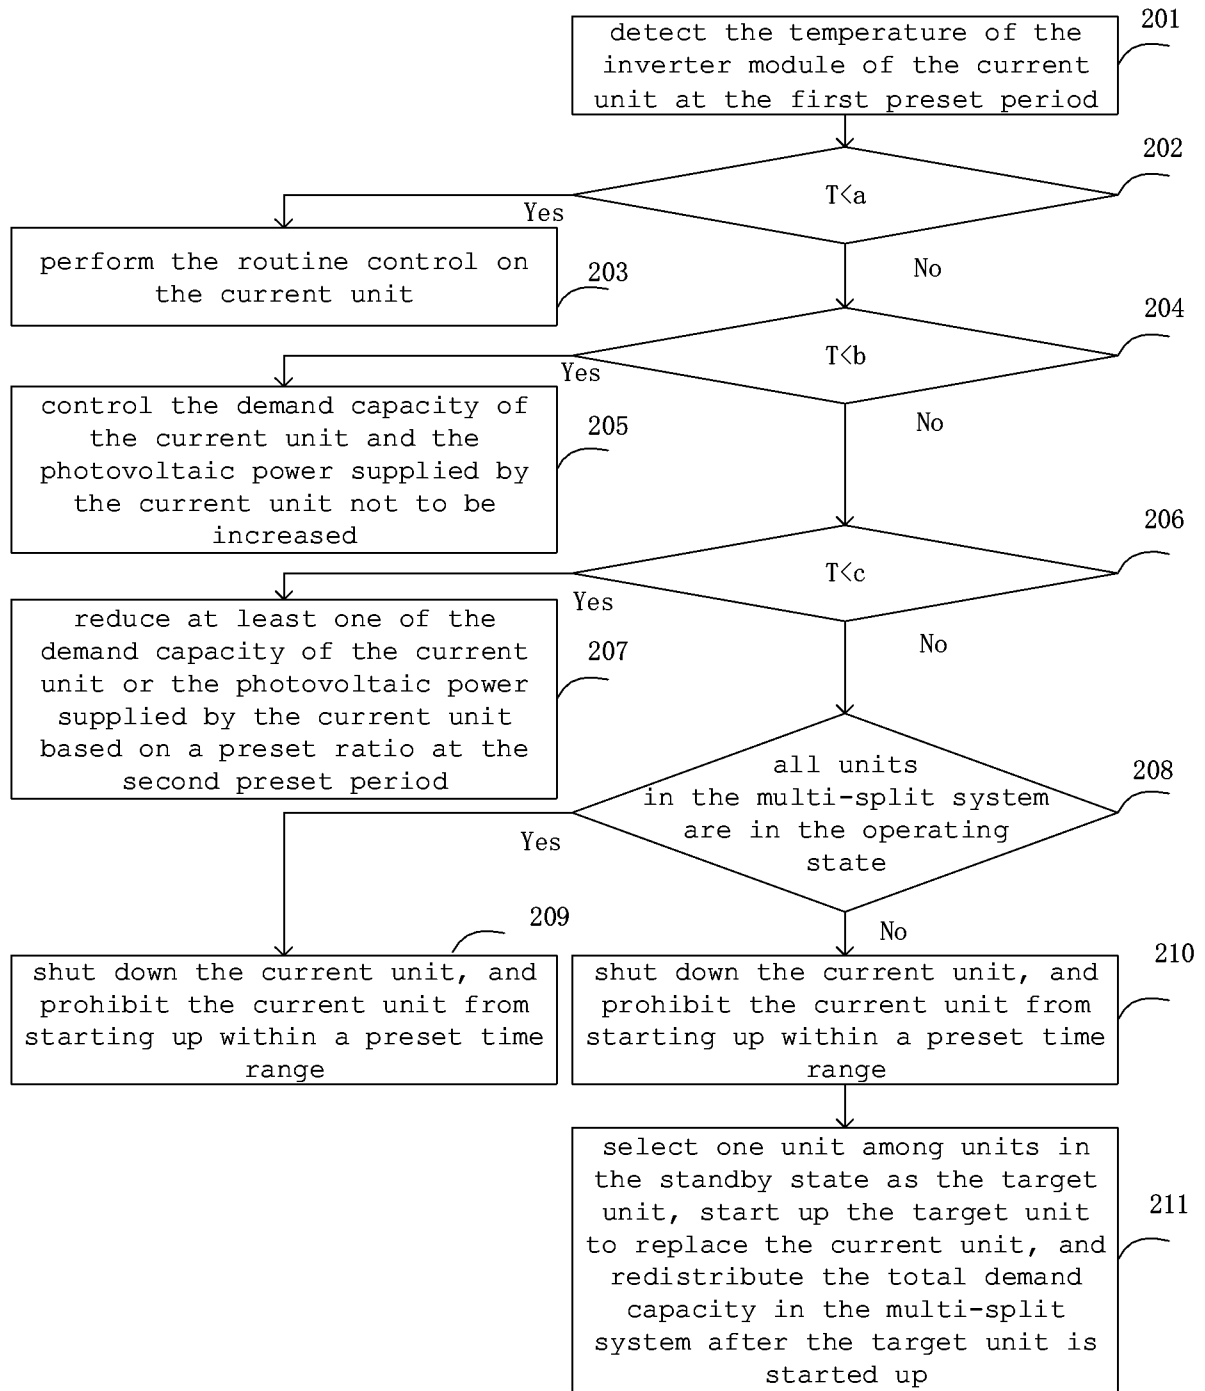 detect the temperature of the
inverter module of the current
unit at the first preset period
201
T<a
202
Yes
No
perform the routine control on
the current unit
203
T<b
204
Yes
No
control the demand capacity of
the current unit and the
photovoltaic power supplied by
the current unit not to be
increased
205
T<c
206
Yes
No
reduce at least one of the
demand capacity of the current
unit or the photovoltaic power
supplied by the current unit
based on a preset ratio at the
second preset period
207
all units
in the multi-split system
are in the operating
state
208
Yes
No
shut down the current unit, and
prohibit the current unit from
starting up within a preset time
range
209
shut down the current unit, and
prohibit the current unit from
starting up within a preset time
range
210
select one unit among units in
the standby state as the target
unit, start up the target unit
to replace the current unit, and
redistribute the total demand
capacity in the multi-split
system after the target unit is
started up
211